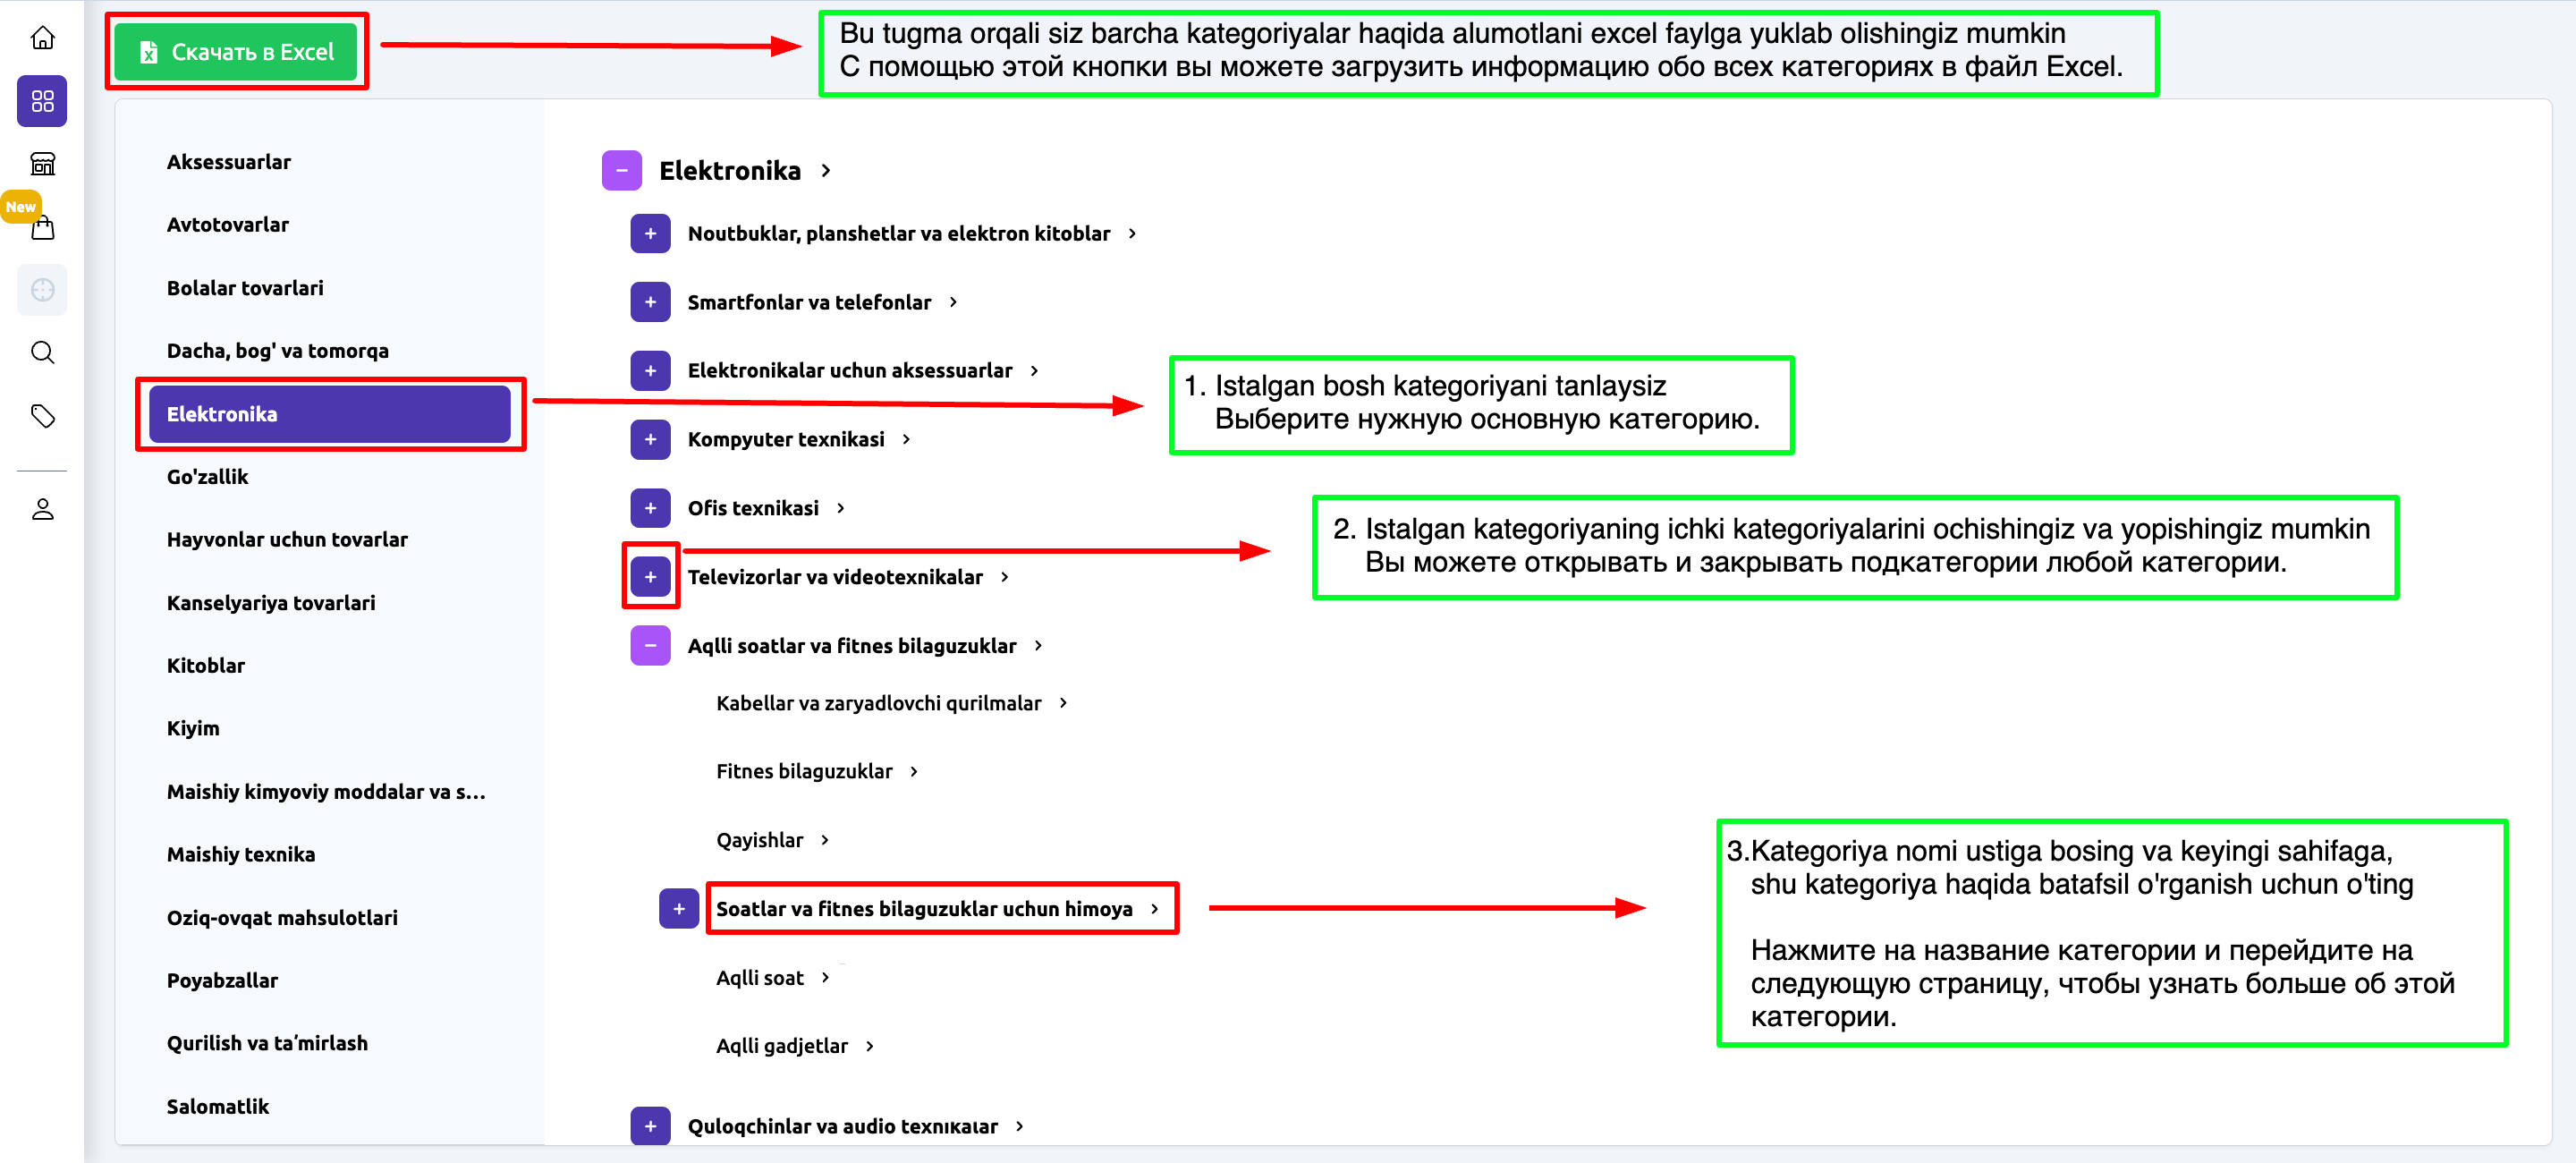 Скачать в Excel
Bu tugma orqali siz barcha kategoriyalar haqida alumotlani excel faylga yuklab olishingiz mumkin
С помощью этой кнопки вы можете загрузить информацию обо всех категориях в файл Excel.
New
Aksessuarlar
Avtotovarlar
Bolalar tovarlari
Dacha, bog' va tomorqa
Elektronika
Go'zallik
Hayvonlar uchun tovarlar
Kanselyariya tovarlari
Kitoblar
Kiyim
Maishiy kimyoviy moddalar va s...
Maishiy texnika
Oziq-ovqat mahsulotlari
Poyabzallar
Qurilish va ta’mirlash
Salomatlik
Elektronika
Noutbuklar, planshetlar va elektron kitoblar
Smartfonlar va telefonlar
Elektronikalar uchun aksessuarlar
Kompyuter texnikasi
Ofis texnikasi
Televizorlar va videotexnikalar
Aqlli soatlar va fitnes bilaguzuklar
Kabellar va zaryadlovchi qurilmalar
Fitnes bilaguzuklar
Qayishlar
Soatlar va fitnes bilaguzuklar uchun himoya
Aqlli soat
Aqlli gadjetlar
Quloqchinlar va audio texnikalar
1. Istalgan bosh kategoriyani tanlaysiz
Выберите нужную основную категорию.
2. Istalgan kategoriyaning ichki kategoriyalarini ochishingiz va yopishingiz mumkin
Вы можете открывать и закрывать подкатегории любой категории.
3.Kategoriya nomi ustiga bosing va keyingi sahifaga,
shu kategoriya haqida batafsil o'rganish uchun o'ting
Нажмите на название категории и перейдите на
следующую страницу, чтобы узнать больше об этой
категории.